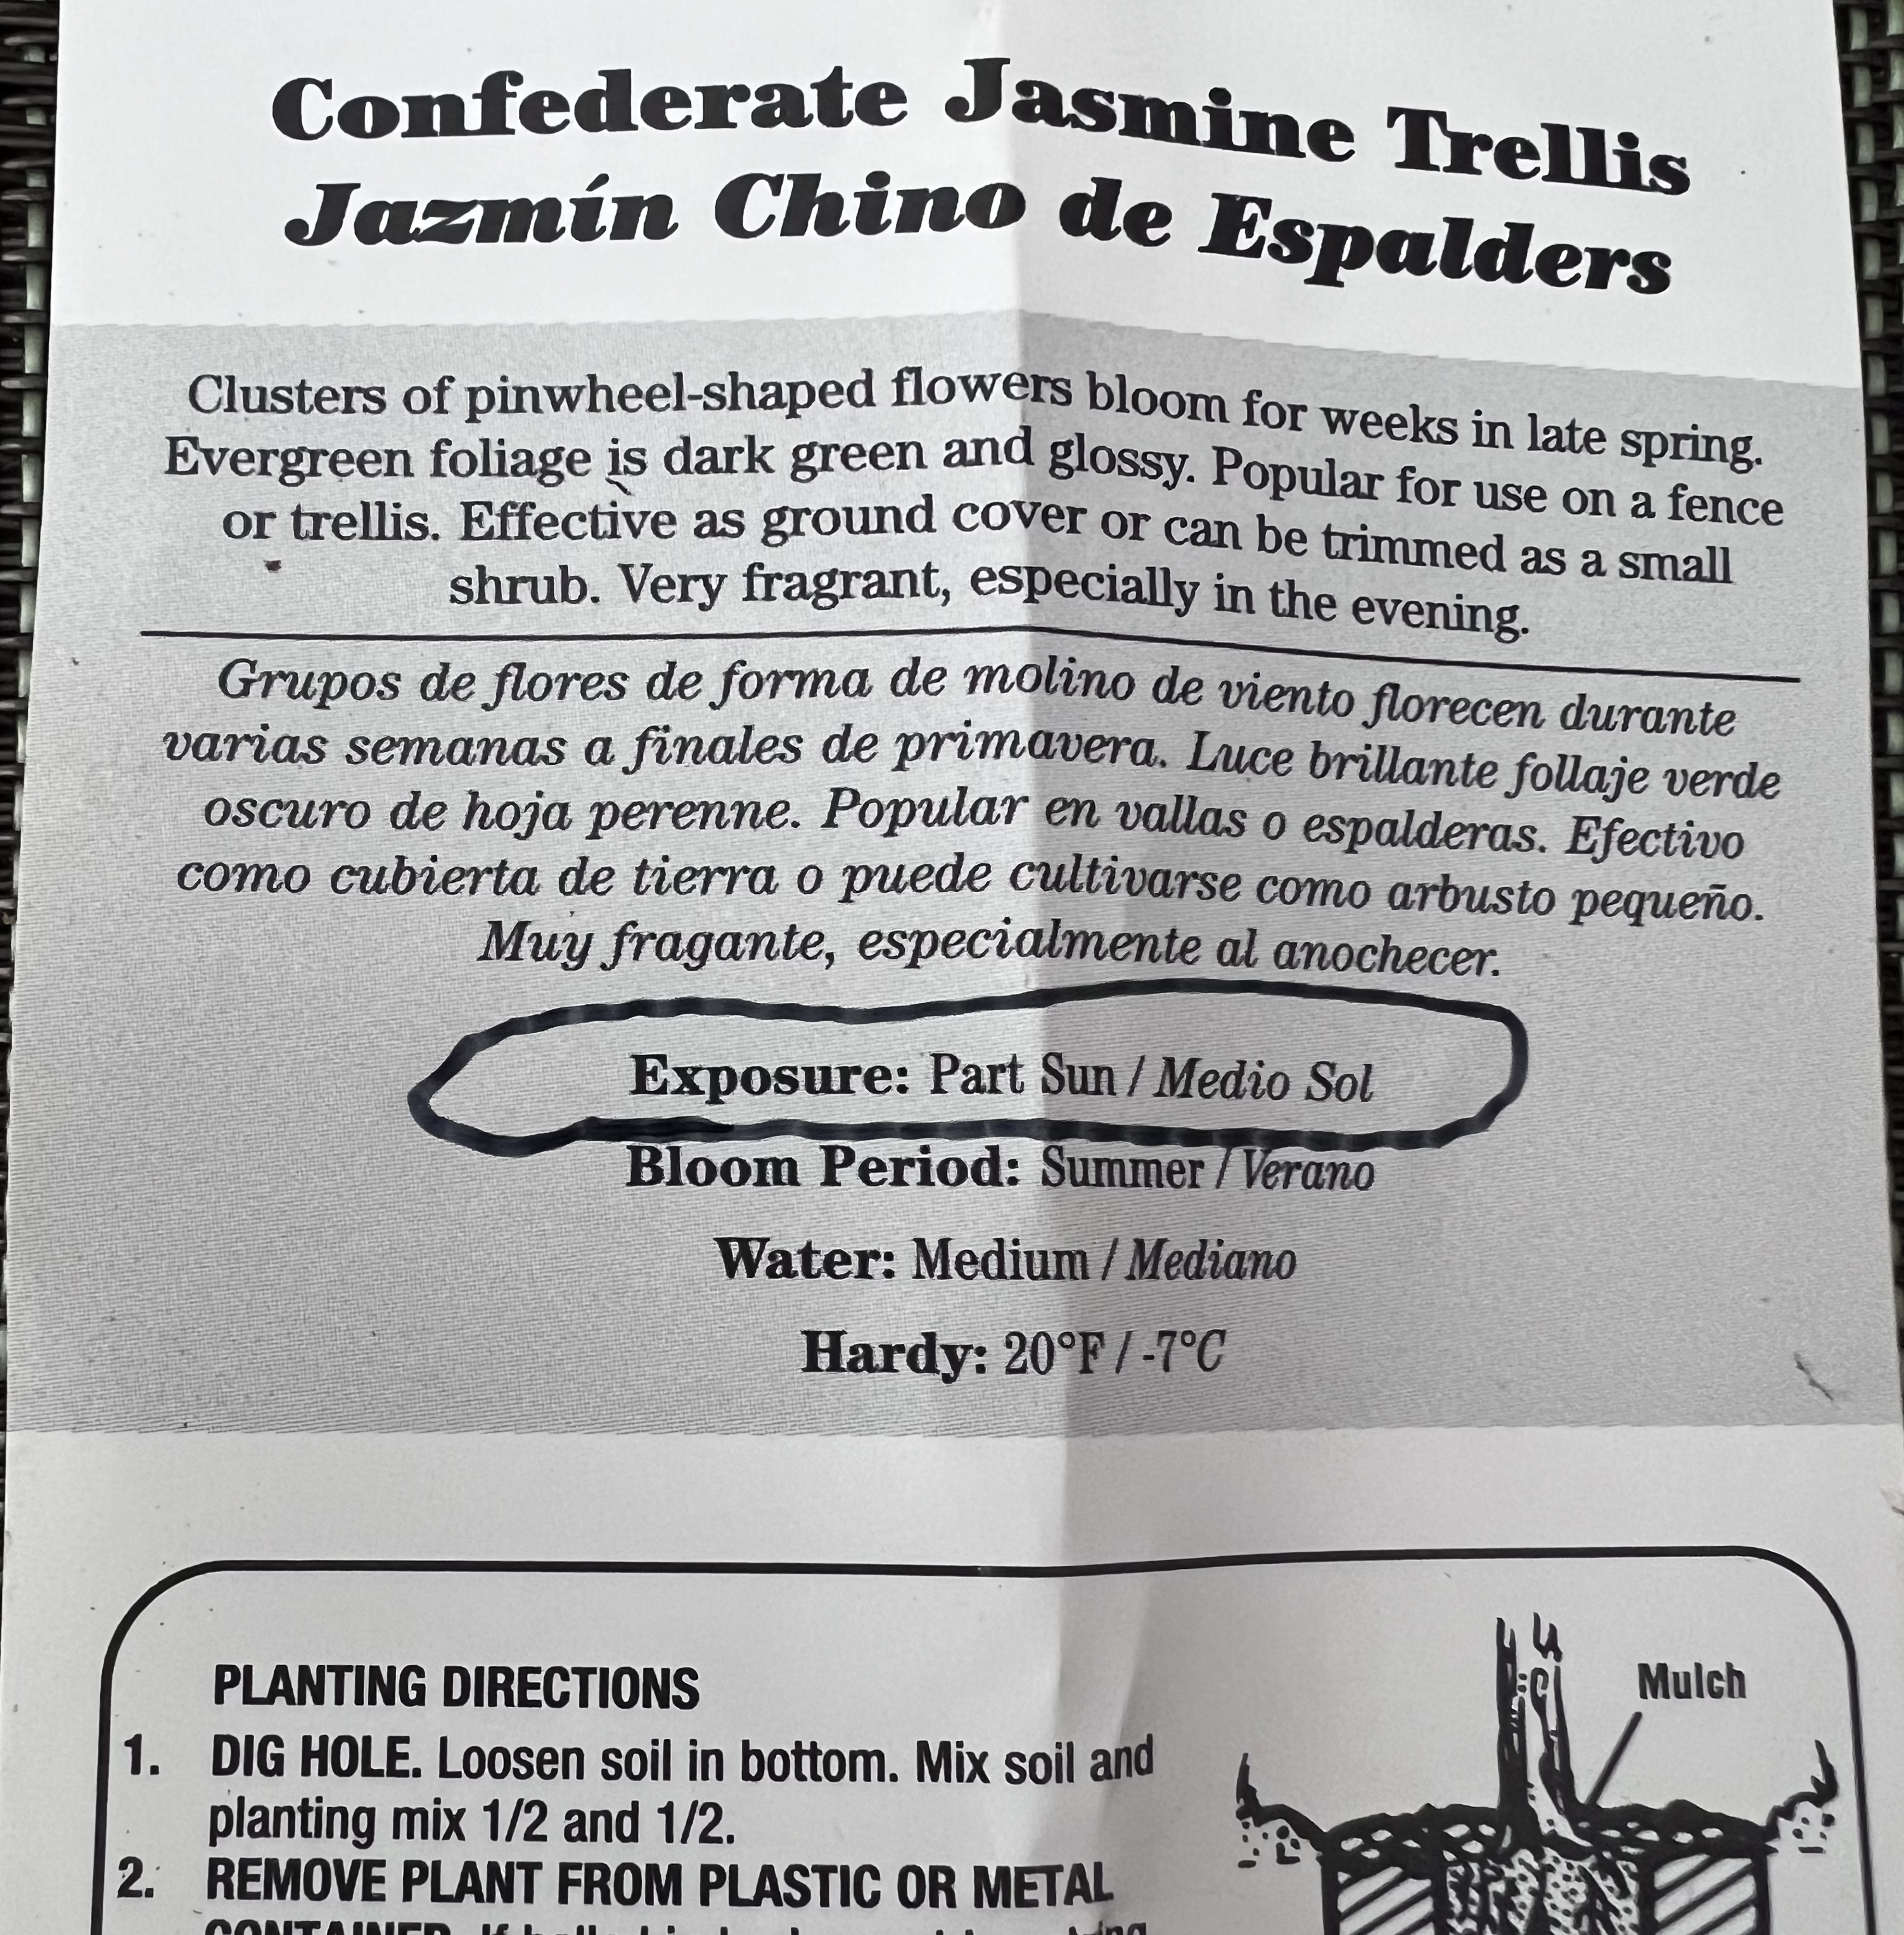 Confederate Jasmine Trellis
Jazmín Chino de Espalders
Clusters of pinwheel-shaped flowers bloom for weeks in late spring.
Evergreen foliage is dark green and glossy. Popular for use on a fence
or trellis. Effective as ground cover or can be trimmed as a small
shrub. Very fragrant, especially in the evening.
Grupos de flores de forma de molino de viento florecen durante
varias semanas a finales de primavera. Luce brillante follaje verde
oscuro de hoja perenne. Popular en vallas o espalderas. Efectivo
como cubierta de tierra o puede cultivarse como arbusto pequeño.
Muy fragante, especialmente al anochecer.
Exposure: Part Sun / Medio Sol
Bloom Period: Summer / Verano
Water: Medium / Mediano
Hardy: 20°F / -7°C
PLANTING DIRECTIONS
Mulch
1. DIG HOLE. Loosen soil in bottom. Mix soil and
planting mix 1/2 and 1/2.
2. REMOVE PLANT FROM PLASTIC OR METAL